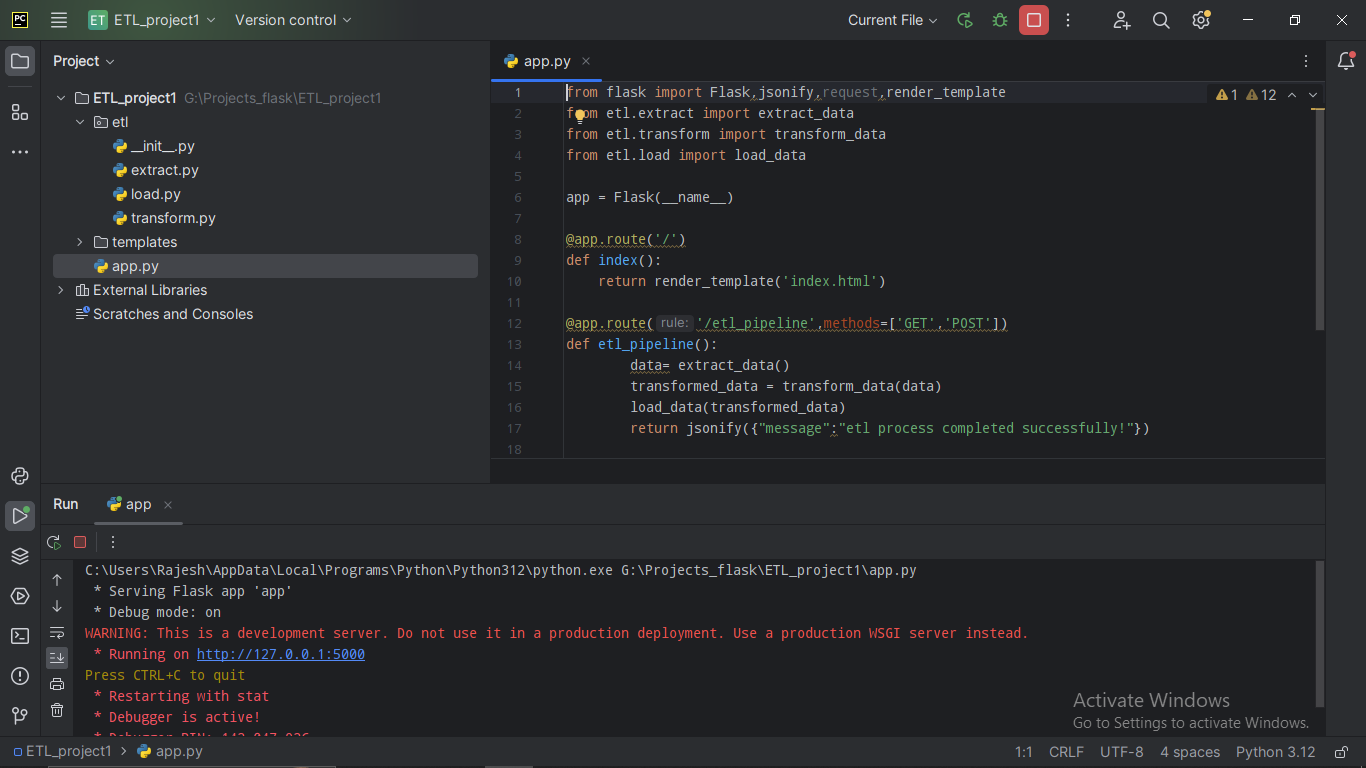 PC ET ETL_project1 Version control Current File
Project
ETL_project1 G:\Projects_flask\ETL_project1
etl
__init__.py
extract.py
load.py
transform.py
templates
app.py
External Libraries
Scratches and Consoles
app.py
1 from flask import Flask,jsonify,request,render_template 1 12
2 from etl.extract import extract_data
3 from etl.transform import transform_data
4 from etl.load import load_data
5
6 app = Flask(__name__)
7
8 @app.route('/')
9 def index():
10 return render_template('index.html')
11
12 @app.route( rule: '/etl_pipeline',methods=['GET','POST'])
13 def etl_pipeline():
14 data= extract_data()
15 transformed_data = transform_data(data)
16 load_data(transformed_data)
17 return jsonify({"message":"etl process completed successfully!"})
18
Run app
C:\Users\Rajesh\AppData\Local\Programs\Python\Python312\python.exe G:\Projects_flask\ETL_project1\app.py
* Serving Flask app 'app'
* Debug mode: on
WARNING: This is a development server. Do not use it in a production deployment. Use a production WSGI server instead.
* Running on http://127.0.0.1:5000
Press CTRL+C to quit
* Restarting with stat
* Debugger is active!
* Debugger PIN:
Activate Windows
Go to Settings to activate Windows.
ETL_project1 > app.py 1:1 CRLF UTF-8 4 spaces Python 3.12